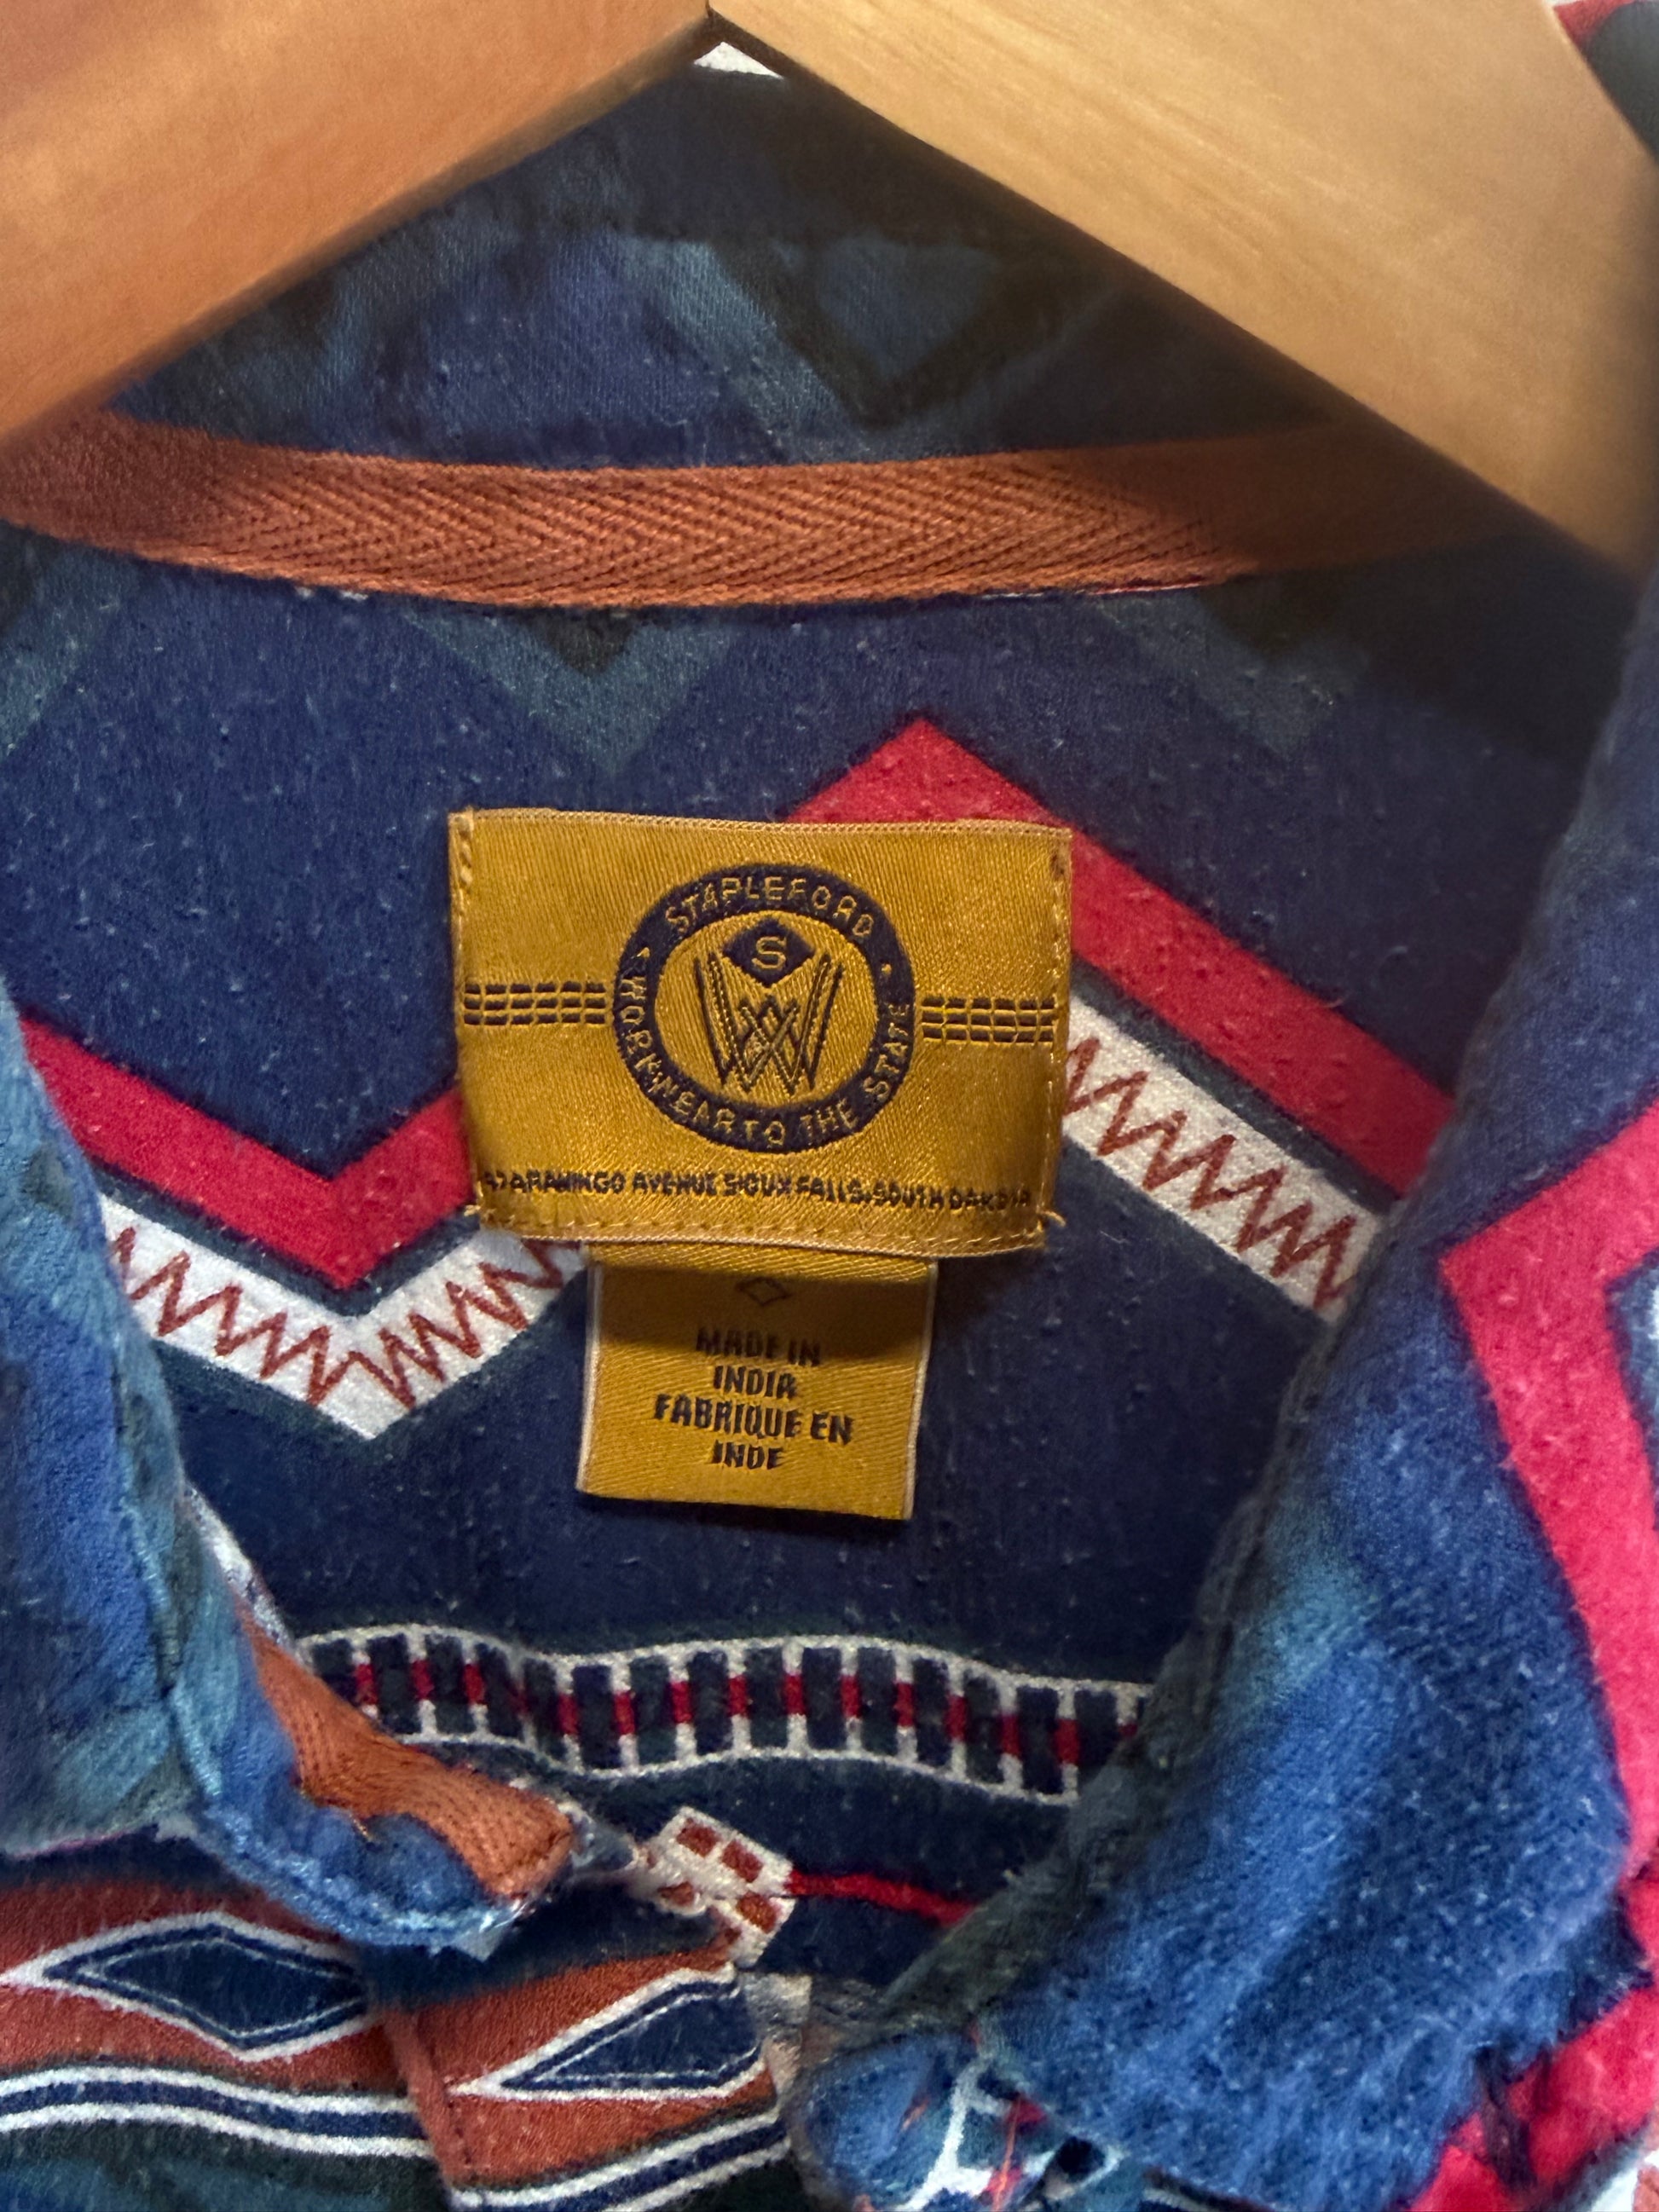 STAPLEFORD
S
WORKWEAR TO THE STATE
AVENUE SIOUX FALLS, SOUTH DAKOTA
MADE IN
INDIA
FABRIQUE EN
INDE